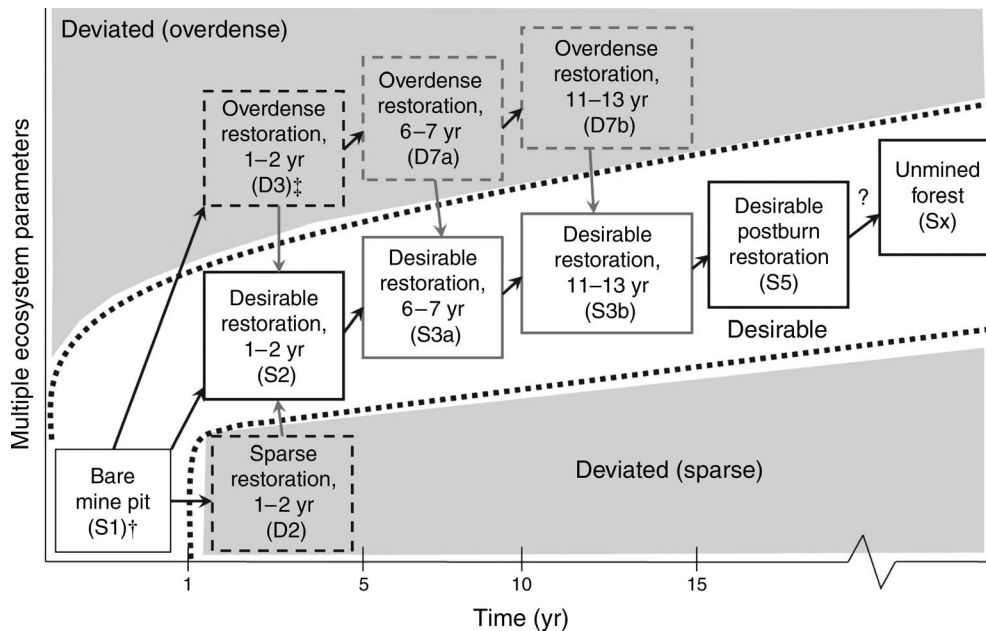 Multiple ecosystem parameters
Deviated (overdense)
Overdense
restoration,
1–2 yr
(D3)‡
Overdense
restoration,
6–7 yr
(D7a)
Overdense
restoration,
11–13 yr
(D7b)
Bare
mine pit
(S1)†
Desirable
restoration,
1–2 yr
(S2)
Desirable
restoration,
6–7 yr
(S3a)
Desirable
restoration,
11–13 yr
(S3b)
Desirable
postburn
restoration
(S5)
?
Unmined
forest
(Sx)
Desirable
Sparse
restoration,
1–2 yr
(D2)
Deviated (sparse)
1
5
10
15
Time (yr)